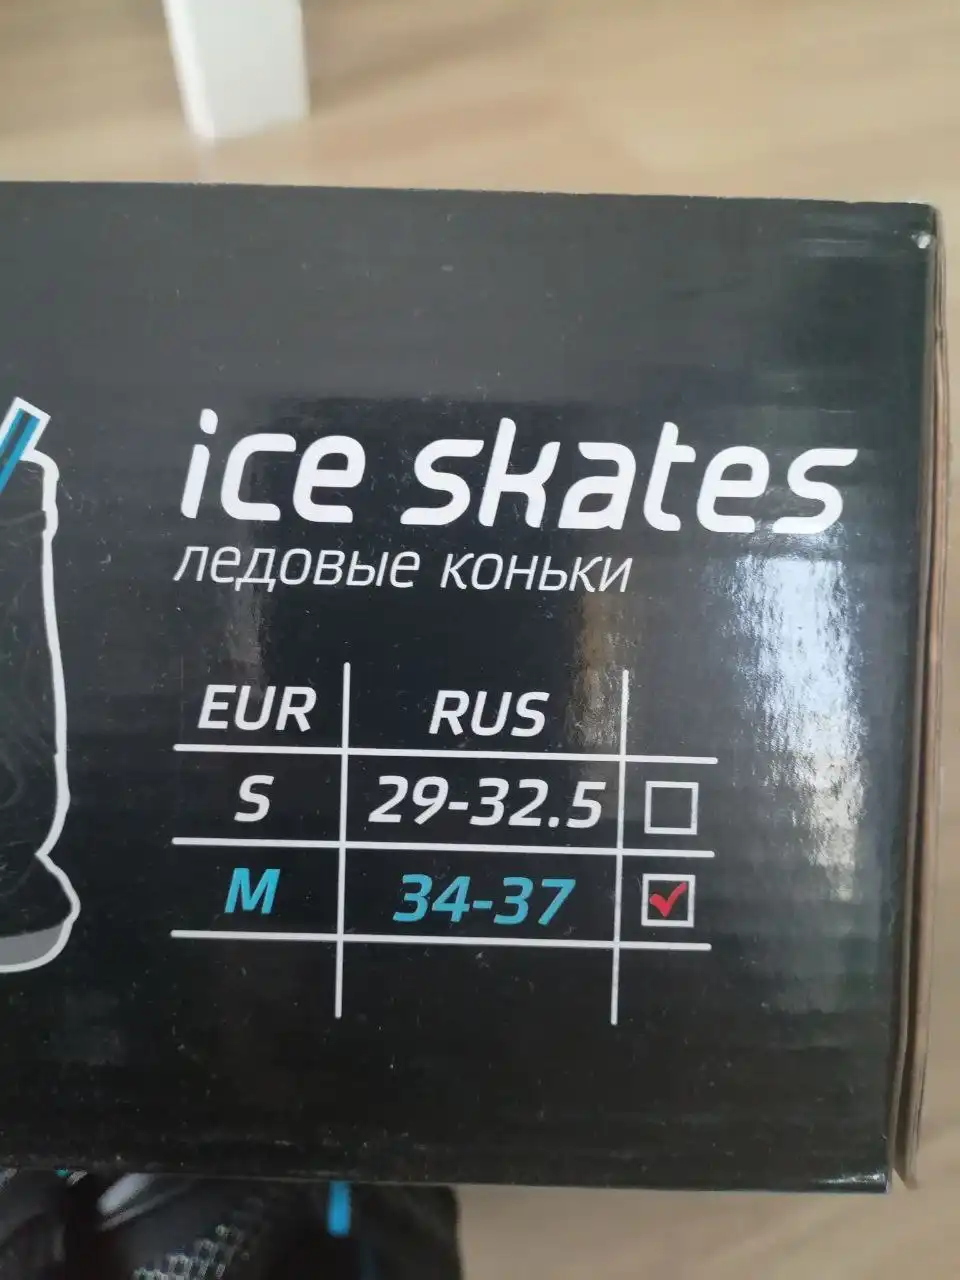 ice skates
ледовые коньки
EUR RUS
S 29-32.5
M 34-37